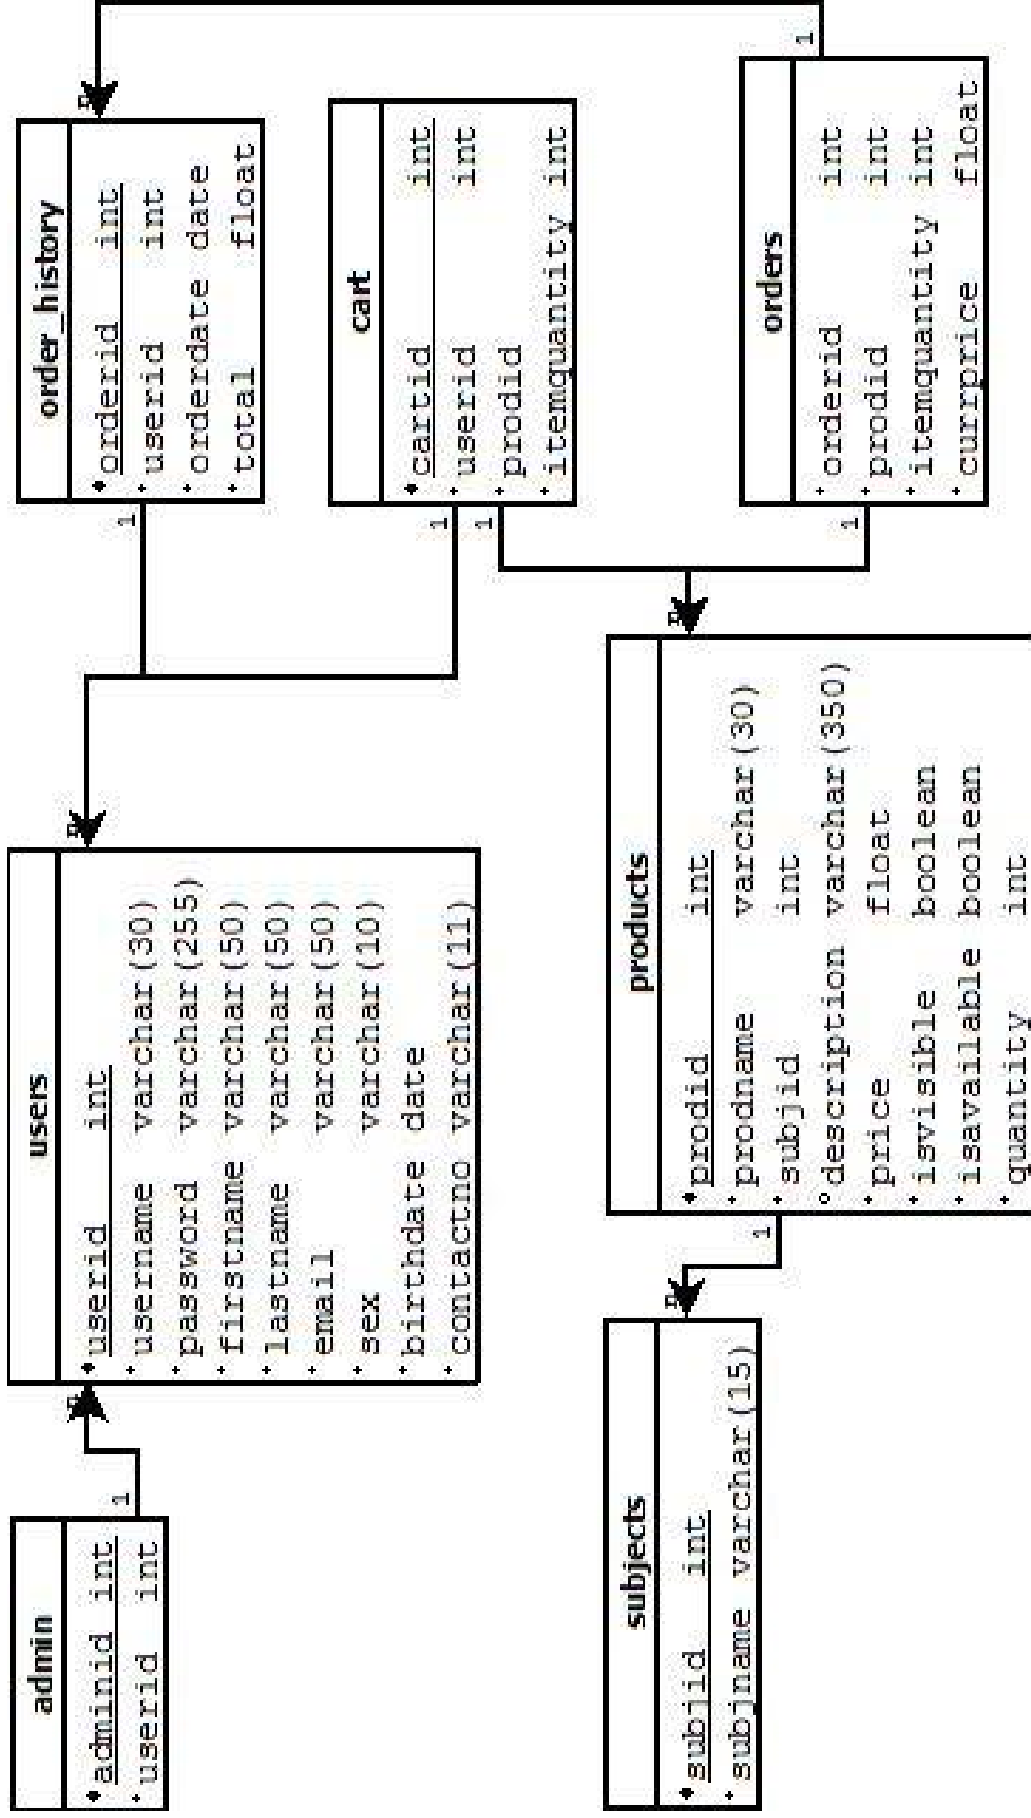 admin
adminid int
userid int
users
userid int
username varchar(30)
password varchar(255)
firstname varchar(50)
lastname varchar(50)
email varchar(50)
sex varchar(10)
birthdate date
contactno varchar(11)
order_history
orderid int
userid int
orderdate date
total float
cart
cartid int
userid int
prodid int
itemquantity int
subjects
subjid int
subjname varchar(15)
products
prodid int
prodname varchar(30)
subjid int
description varchar(350)
price float
isvisible boolean
isavailable boolean
quantity int
orders
orderid int
prodid int
itemquantity int
currprice float
1
n
n
1
1
1
n
1
n
1
n
1